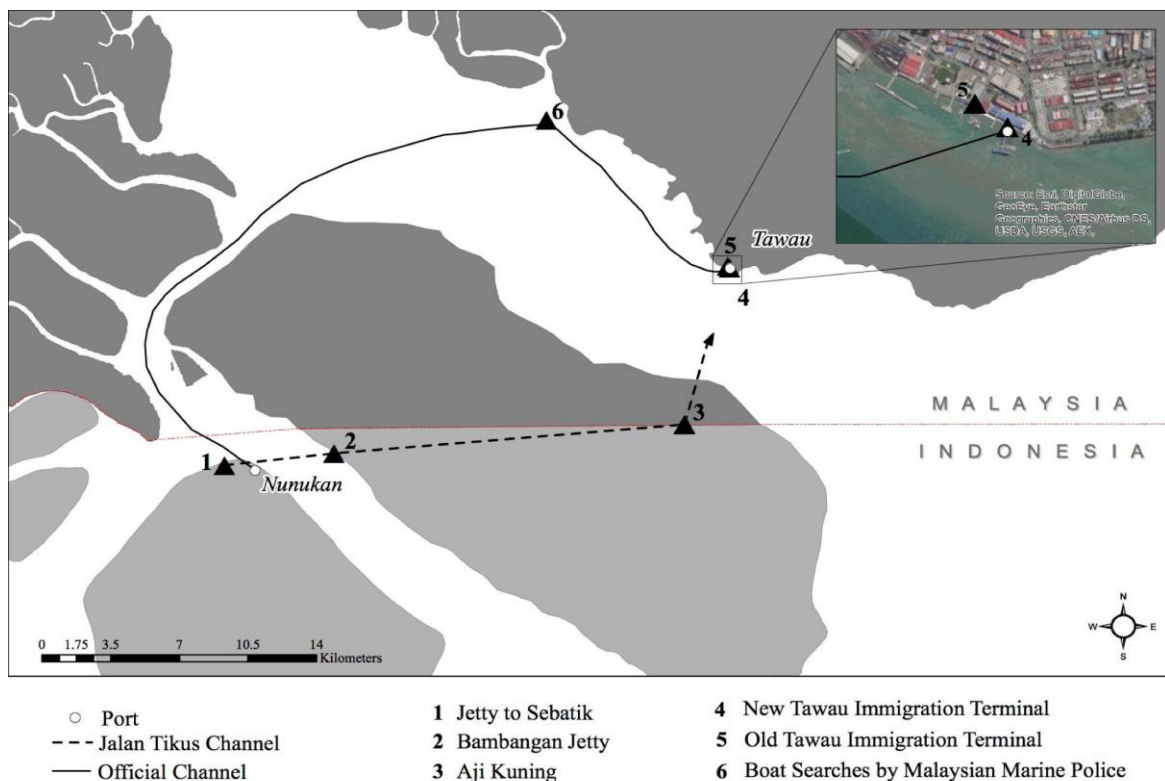 6
5
Tawau
4
5
4
Source: Esri, DigitalGlobe,
GeoEye, Earthstar
Geographics, CNES/Airbus DS,
USDA, USGS, AEK,
3
MALAYSIA
INDONESIA
2
1
Nunukan
0 1.75 3.5 7 10.5 14
Kilometers
N
W E
S
Port
Jalan Tikus Channel
Official Channel
1 Jetty to Sebatik
2 Bambangan Jetty
3 Aji Kuning
4 New Tawau Immigration Terminal
5 Old Tawau Immigration Terminal
6 Boat Searches by Malaysian Marine Police